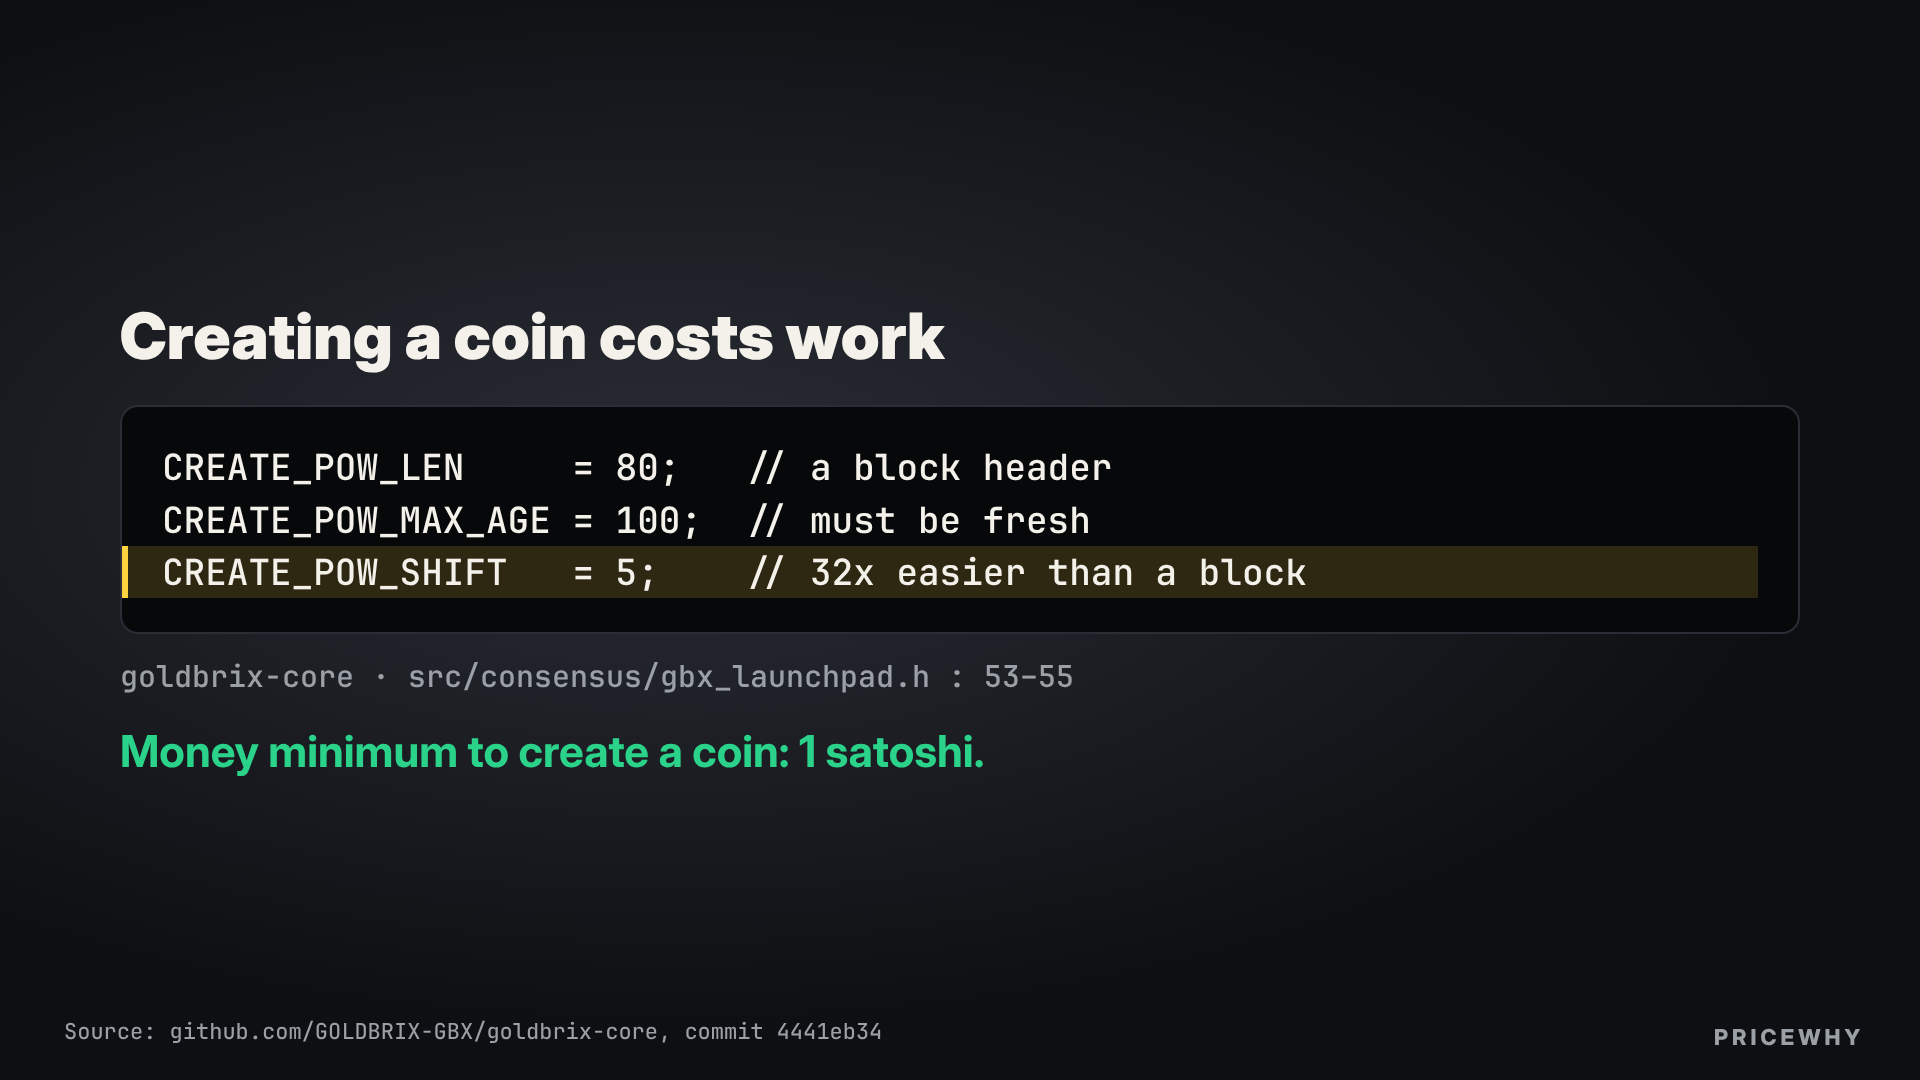 Creating a coin costs work
CREATE_POW_LEN     = 80;   // a block header
CREATE_POW_MAX_AGE = 100;  // must be fresh
CREATE_POW_SHIFT   = 5;    // 32x easier than a block
goldbrix-core · src/consensus/gbx_launchpad.h : 53–55
Money minimum to create a coin: 1 satoshi.
Source: github.com/GOLDBRIX-GBX/goldbrix-core, commit 4441eb34
PRICEWHY